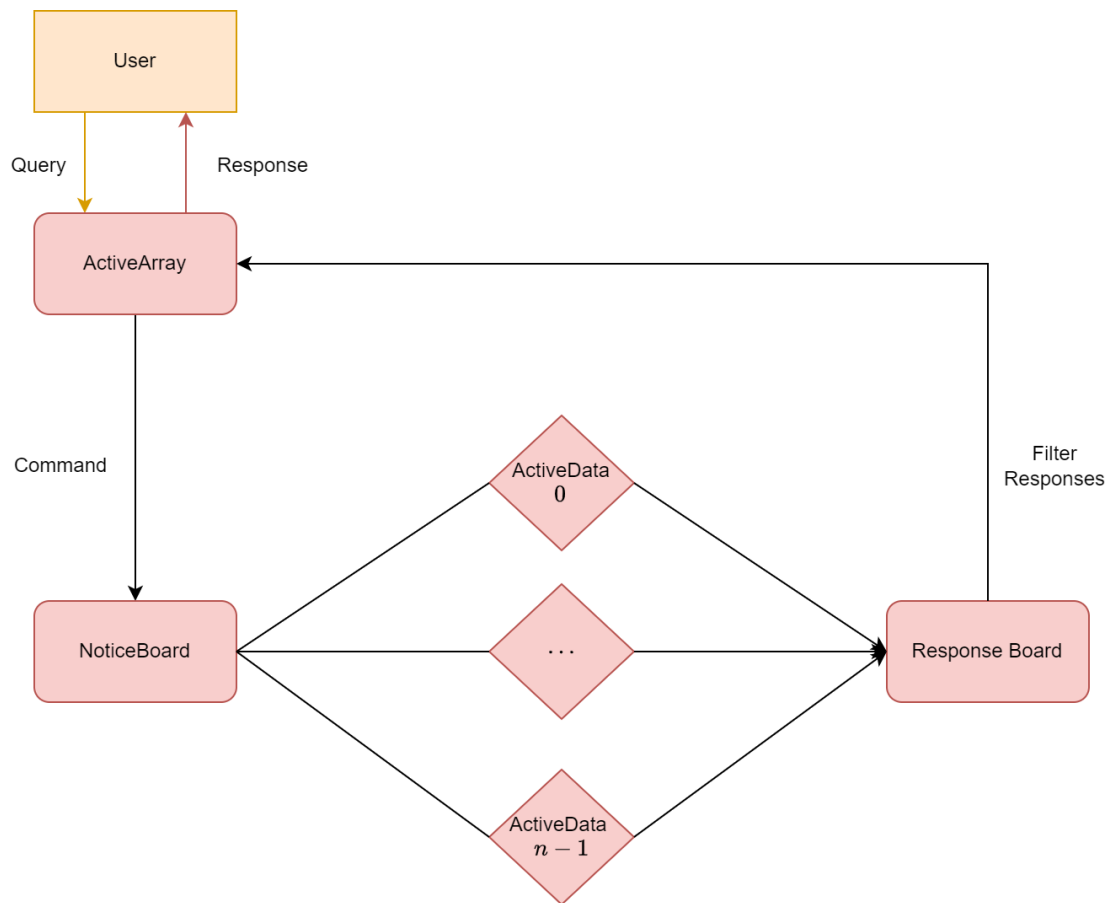 User
Query
Response
ActiveArray
Command
Filter
Responses
ActiveData
0
NoticeBoard
...
Response Board
ActiveData
n − 1